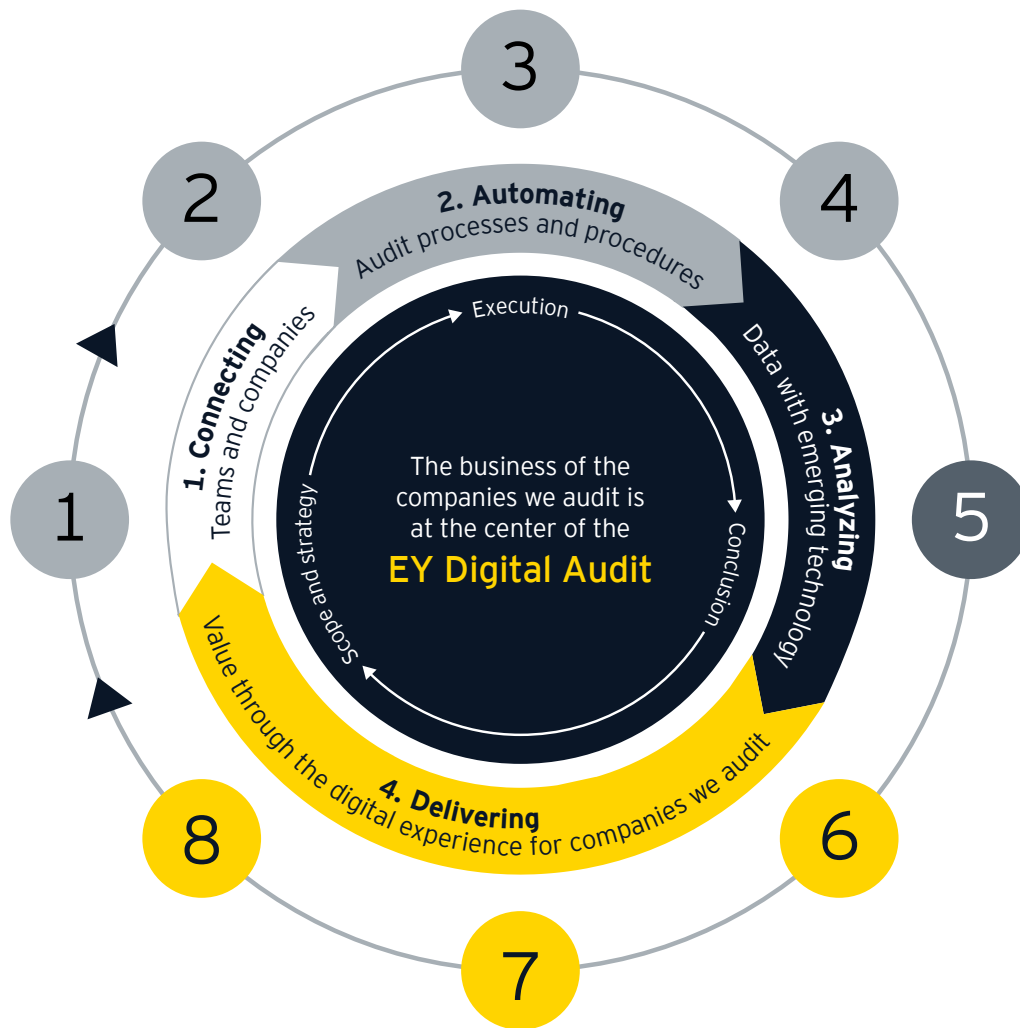 1
2
3
4
5
6
7
8
1. Connecting
Teams and companies
2. Automating
Audit processes and procedures
3. Analyzing
Data with emerging technology
4. Delivering
Value through the digital experience for companies we audit
Scope and strategy
Execution
Conclusion
The business of the
companies we audit is
at the center of the
EY Digital Audit